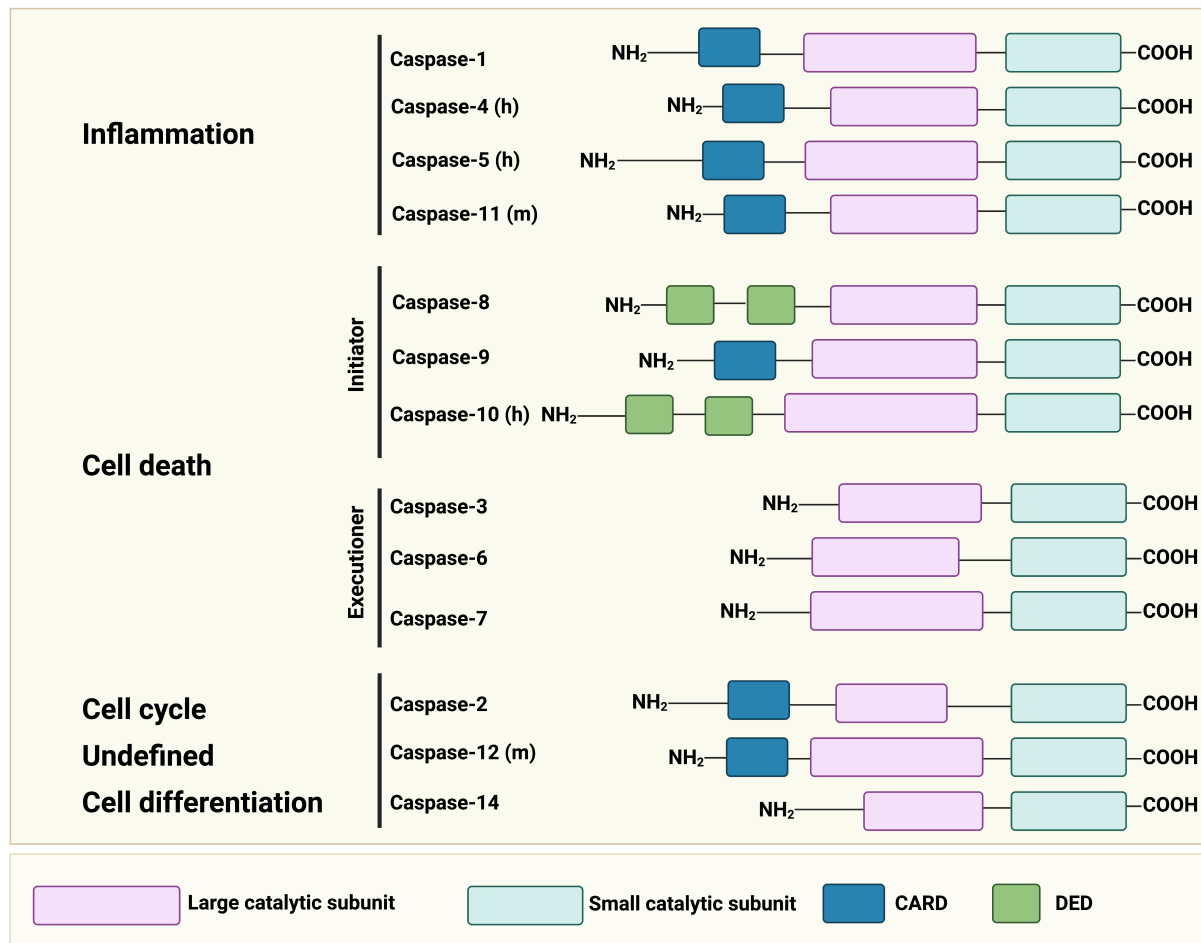 Inflammation
Caspase-1 NH₂ COOH
Caspase-4 (h) NH₂ COOH
Caspase-5 (h) NH₂ COOH
Caspase-11 (m) NH₂ COOH
Cell death
Initiator
Caspase-8 NH₂ COOH
Caspase-9 NH₂ COOH
Caspase-10 (h) NH₂ COOH
Executioner
Caspase-3 NH₂ COOH
Caspase-6 NH₂ COOH
Caspase-7 NH₂ COOH
Cell cycle Caspase-2 NH₂ COOH
Undefined Caspase-12 (m) NH₂ COOH
Cell differentiation Caspase-14 NH₂ COOH
Large catalytic subunit Small catalytic subunit CARD DED